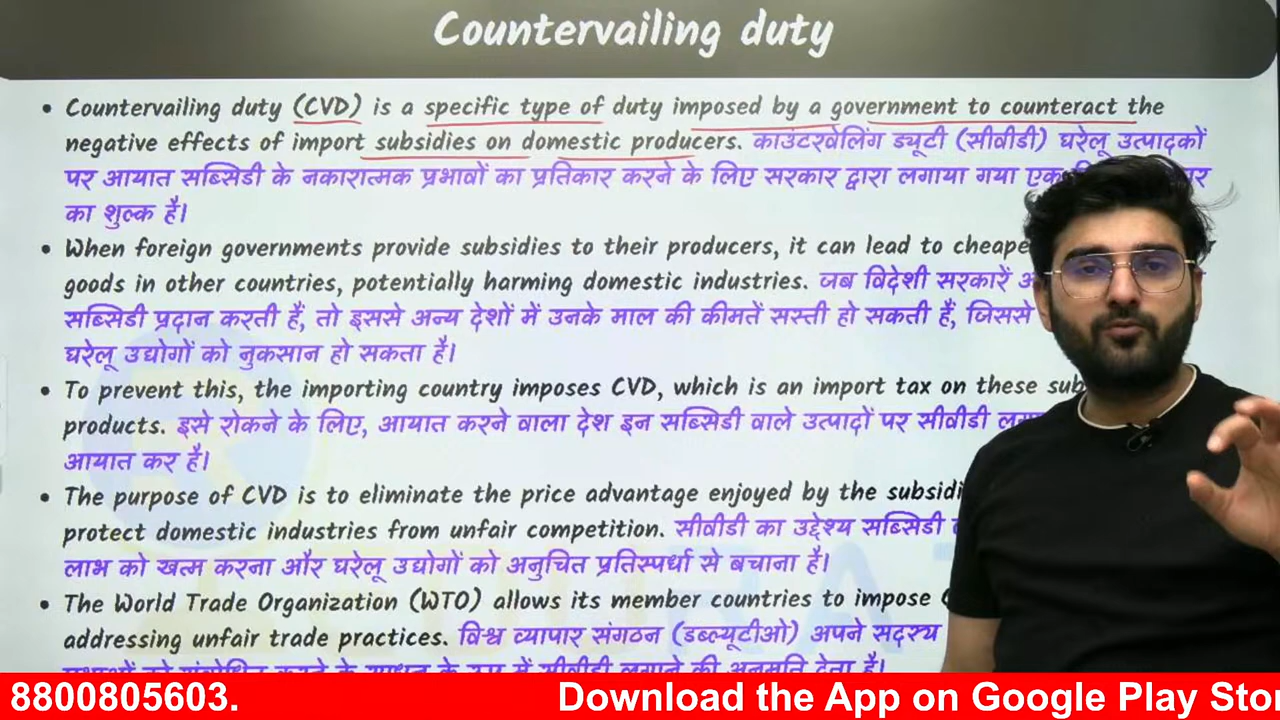 Countervailing duty
• Countervailing duty (CVD) is a specific type of duty imposed by a government to counteract the
negative effects of import subsidies on domestic producers. काउंटरवेलिंग ड्यूटी (सीवीडी) घरेलू उत्पादकों
पर आयात सब्सिडी के नकारात्मक प्रभावों का प्रतिकार करने के लिए सरकार द्वारा लगाया गया
का शुल्क है।
• When foreign governments provide subsidies to their producers, it can lead to
goods in other countries, potentially harming domestic industries. जब विदेशी सरकारें
सब्सिडी प्रदान करती हैं, तो इससे अन्य देशों में उनके माल की कीमतें सस्ती हो सकती हैं, जिससे
घरेलू उद्योगों को नुकसान हो सकता है।
• To prevent this, the importing country imposes CVD, which is an import tax on these
products. इसे रोकने के लिए, आयात करने वाला देश इन सब्सिडी वाले उत्पादों पर सीवीडी
आयात कर है।
• The purpose of CVD is to eliminate the price advantage enjoyed by the
protect domestic industries from unfair competition. सीवीडी का उद्देश्य सब्सिडी
लाभ को खत्म करना और घरेलू उद्योगों को अनुचित प्रतिस्पर्धा से बचाना है।
• The World Trade Organization (WTO) allows its member countries to impose
addressing unfair trade practices. विश्व व्यापार संगठन (डब्ल्यूटीओ) अपने सदस्य
8800805603. Download the App on Google Play